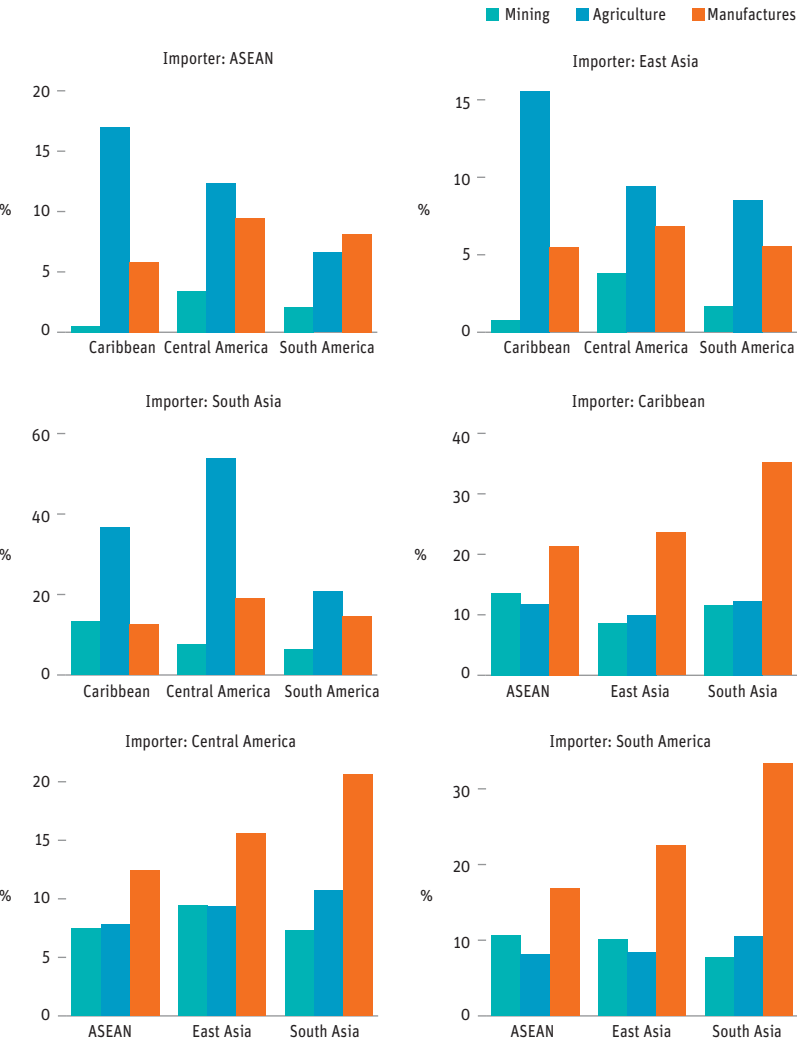 Mining Agriculture Manufactures
Importer: ASEAN
20
15
%
10
5
0
Caribbean Central America South America
Importer: East Asia
15
10
%
5
0
Caribbean Central America South America
Importer: South Asia
60
40
%
20
0
Caribbean Central America South America
Importer: Caribbean
40
30
%
20
10
0
ASEAN East Asia South Asia
Importer: Central America
20
15
%
10
5
0
ASEAN East Asia South Asia
Importer: South America
30
20
%
10
0
ASEAN East Asia South Asia